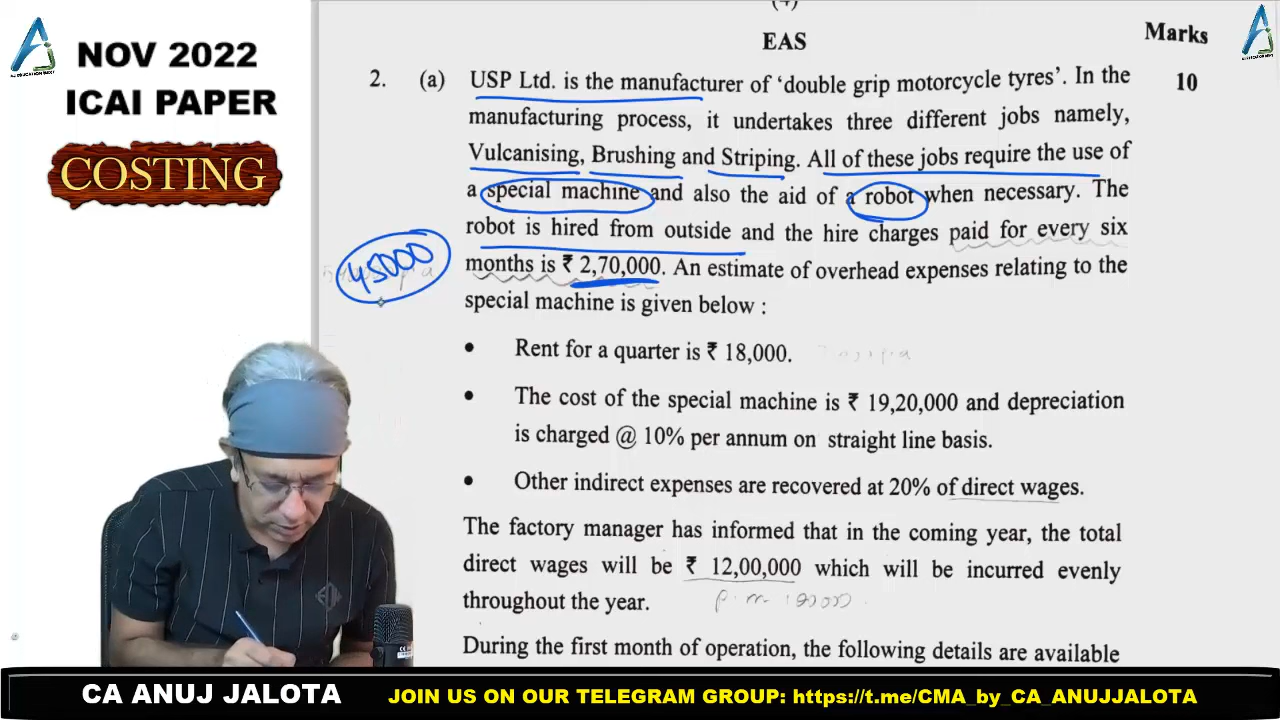 (4)
EAS
Marks
NOV 2022
ICAI PAPER
COSTING
2. (a) USP Ltd. is the manufacturer of ‘double grip motorcycle tyres’. In the 10
manufacturing process, it undertakes three different jobs namely,
Vulcanising, Brushing and Striping. All of these jobs require the use of
a special machine and also the aid of a robot when necessary. The
robot is hired from outside and the hire charges paid for every six
45000
months is ₹ 2,70,000. An estimate of overhead expenses relating to the
special machine is given below :
• Rent for a quarter is ₹ 18,000.
• The cost of the special machine is ₹ 19,20,000 and depreciation
is charged @ 10% per annum on straight line basis.
• Other indirect expenses are recovered at 20% of direct wages.
The factory manager has informed that in the coming year, the total
direct wages will be ₹ 12,00,000 which will be incurred evenly
throughout the year. p.m.
During the first month of operation, the following details are available
CA ANUJ JALOTA JOIN US ON OUR TELEGRAM GROUP: https://t.me/CMA_by_CA_ANUJJALOTA